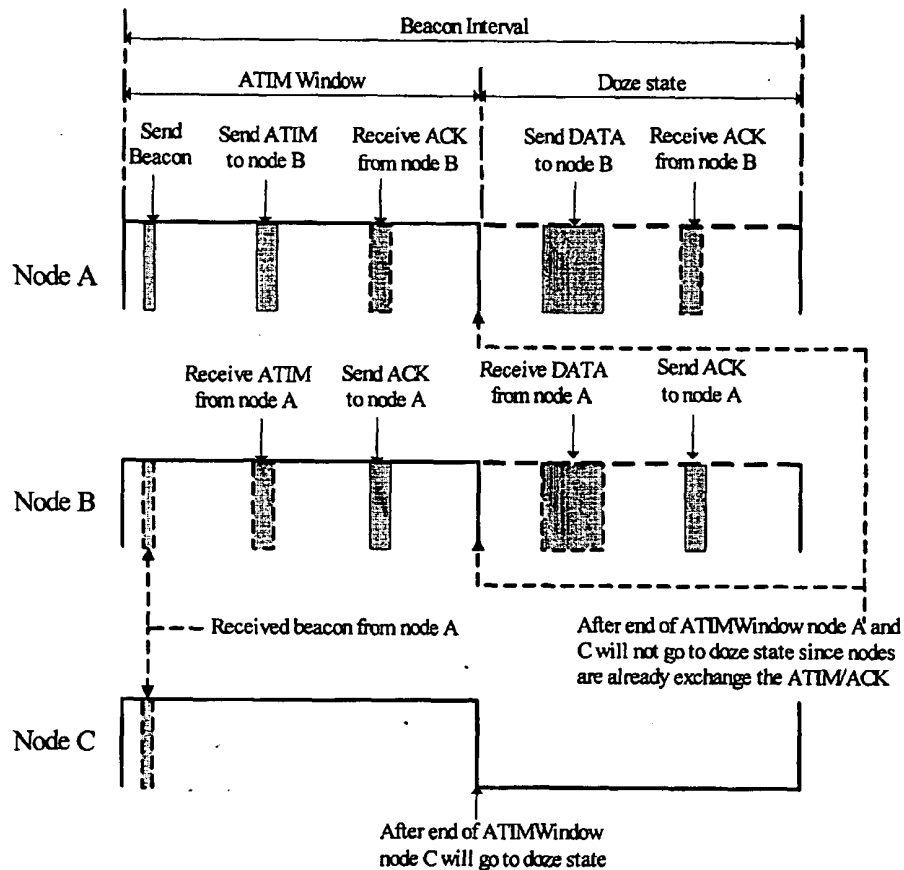 Beacon Interval
ATIM Window
Doze state
Send
Beacon
Send ATIM
to node B
Receive ACK
from node B
Send DATA
to node B
Receive ACK
from node B
Node A
Receive ATIM
from node A
Send ACK
to node A
Receive DATA
from node A
Send ACK
to node A
Node B
Received beacon from node A
After end of ATIMWindow node A and
C will not go to doze state since nodes
are already exchange the ATIM/ACK
Node C
After end of ATIMWindow
node C will go to doze state